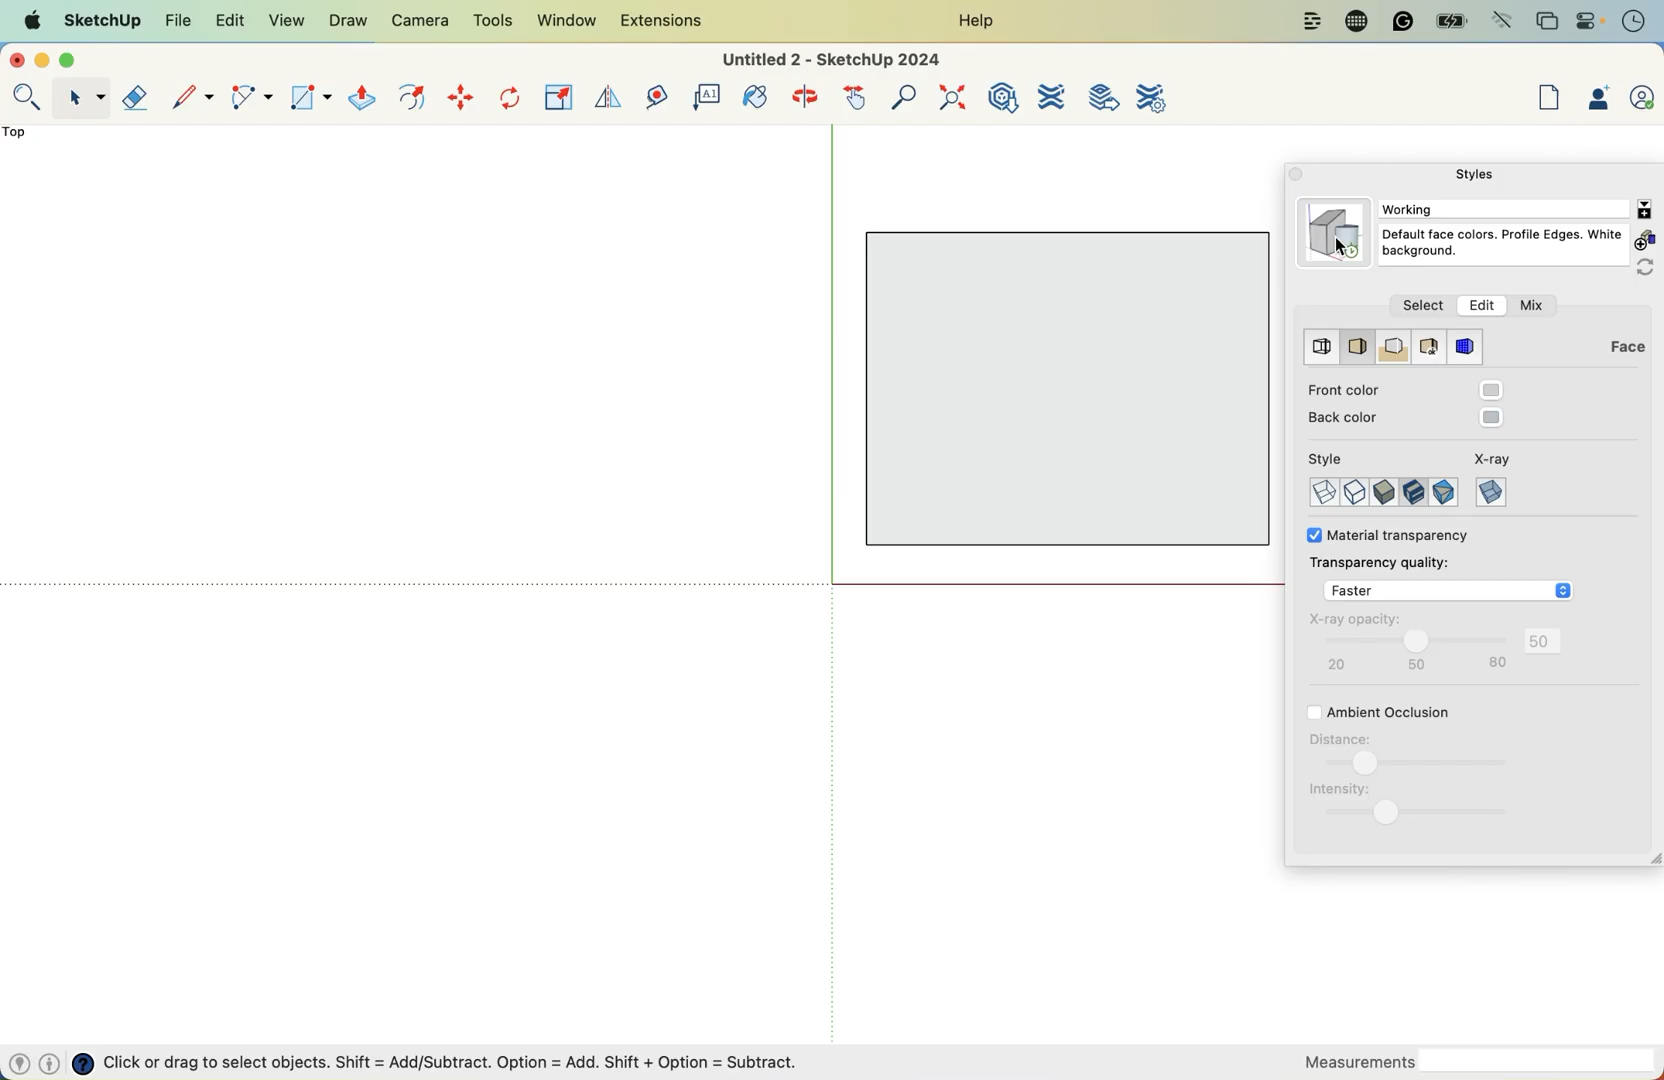 SketchUp File Edit View Draw Camera Tools Window Extensions Help
Untitled 2 - SketchUp 2024
A1
Top
Styles
Working
Default face colors. Profile Edges. White
background.
Select Edit Mix
Face
Front color
Back color
Style X-ray
Material transparency
Transparency quality:
Faster
X-ray opacity:
50
20 50 80
Ambient Occlusion
Distance:
Intensity:
Click or drag to select objects. Shift = Add/Subtract. Option = Add. Shift + Option = Subtract.
Measurements